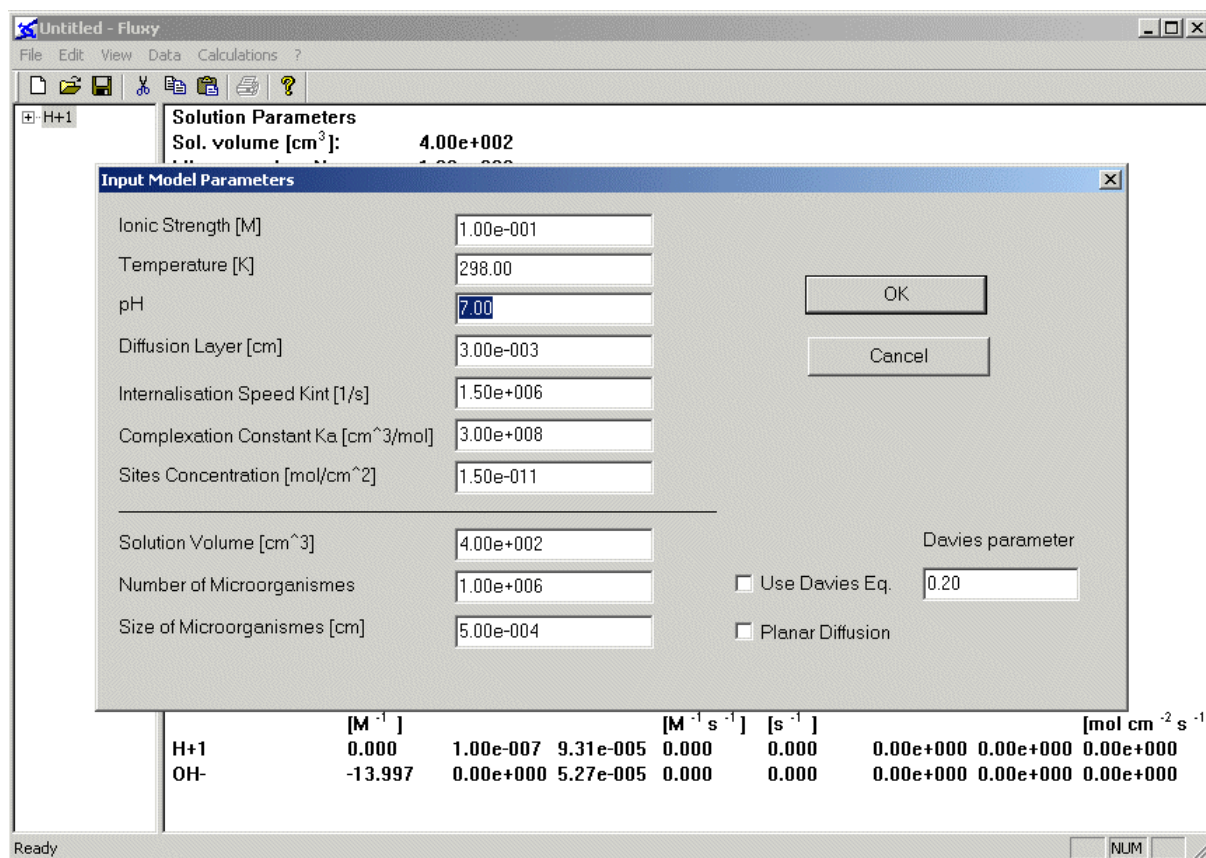 Untitled - Fluxy
File Edit View Data Calculations ?
H+1
Solution Parameters
Sol. volume [cm³]: 4.00e+002
Input Model Parameters
Ionic Strength [M] 1.00e-001
Temperature [K] 298.00
pH 7.00
OK
Diffusion Layer [cm] 3.00e-003
Cancel
Internalisation Speed Kint [1/s] 1.50e+006
Complexation Constant Ka [cm^3/mol] 3.00e+008
Sites Concentration [mol/cm^2] 1.50e-011
Solution Volume [cm^3] 4.00e+002 Davies parameter
Number of Microorganismes 1.00e+006 Use Davies Eq. 0.20
Size of Microorganismes [cm] 5.00e-004 Planar Diffusion
[M ⁻¹ ] [M ⁻¹ s ⁻¹ ] [s ⁻¹ ] [mol cm ⁻² s ⁻¹
H+1 0.000 1.00e-007 9.31e-005 0.000 0.000 0.00e+000 0.00e+000 0.00e+000
OH- -13.997 0.00e+000 5.27e-005 0.000 0.000 0.00e+000 0.00e+000 0.00e+000
Ready NUM